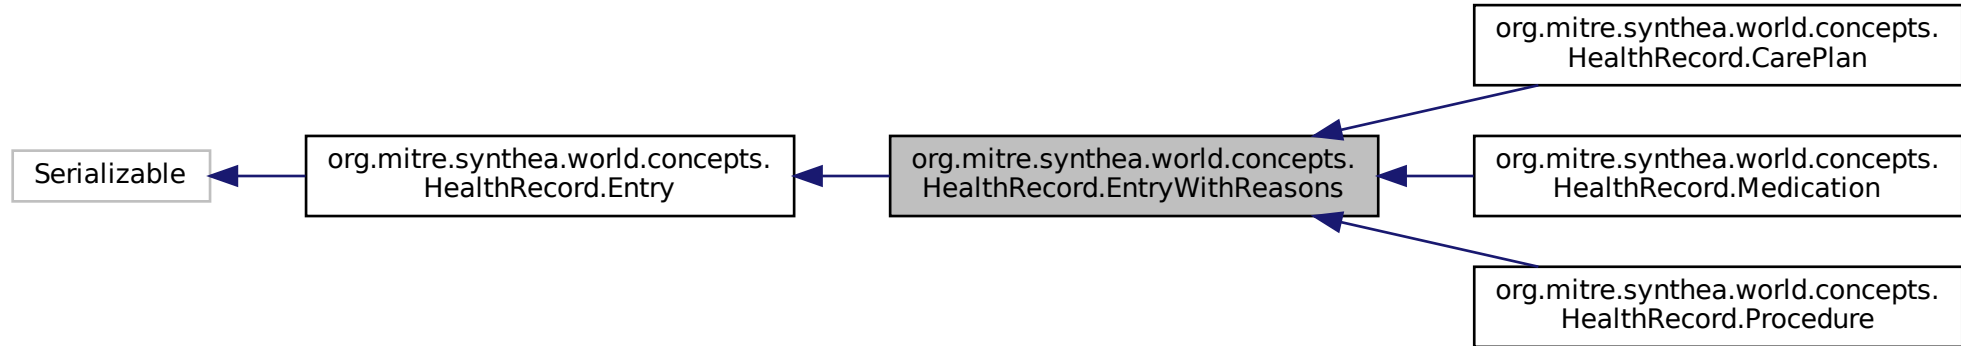 Serializable
org.mitre.synthea.world.concepts.
HealthRecord.Entry
org.mitre.synthea.world.concepts.
HealthRecord.EntryWithReasons
org.mitre.synthea.world.concepts.
HealthRecord.CarePlan
org.mitre.synthea.world.concepts.
HealthRecord.Medication
org.mitre.synthea.world.concepts.
HealthRecord.Procedure